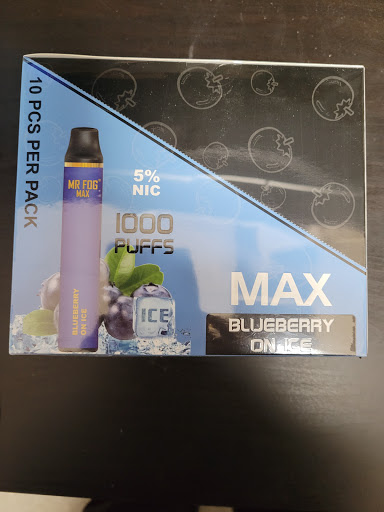 10 PCS PER PACK
MR FOG
MAX
BLUEBERRY
ON ICE
5%
NIC
1000
PUFFS
ICE
MAX
BLUEBERRY
ON ICE